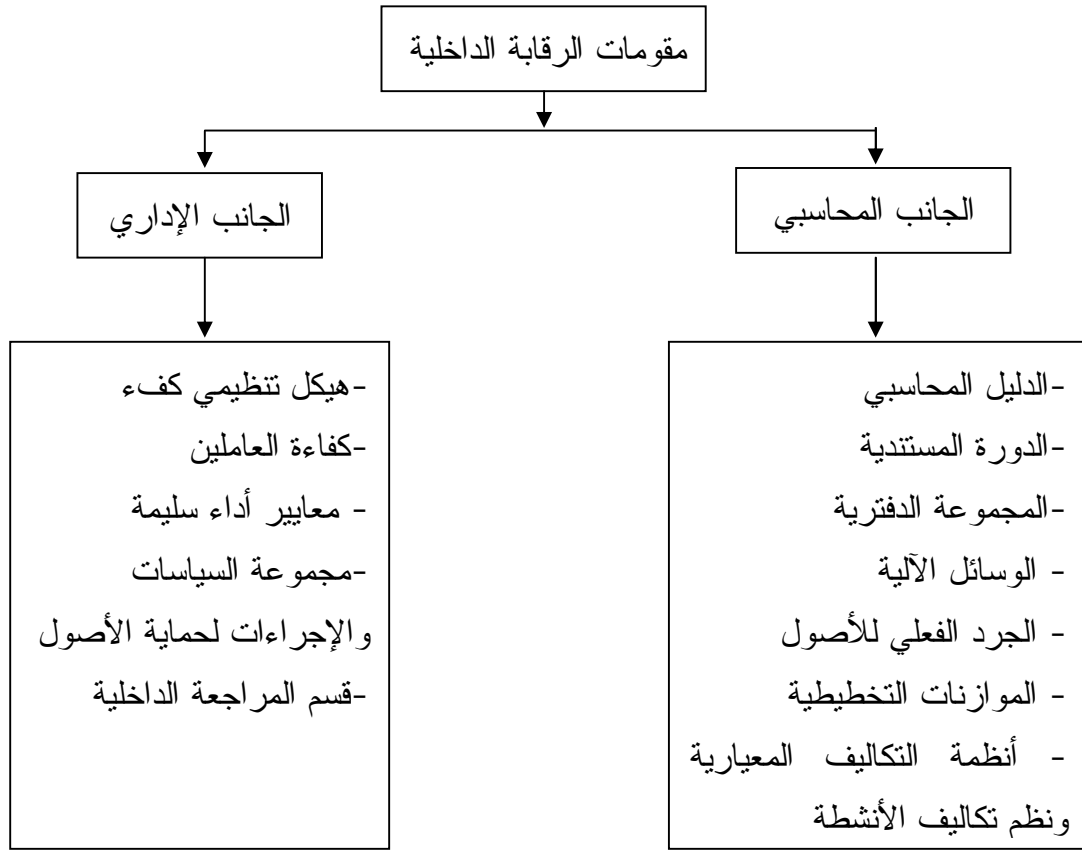 مقومات الرقابة الداخلية
الجانب المحاسبي
الجانب الإداري
-الدليل المحاسبي
-الدورة المستندية
-المجموعة الدفترية
- الوسائل الآلية
- الجرد الفعلي للأصول
- الموازنات التخطيطية
- أنظمة التكاليف المعيارية
ونظم تكاليف الأنشطة
-هيكل تنظيمي كفء
-كفاءة العاملين
- معايير أداء سليمة
-مجموعة السياسات
والإجراءات لحماية الأصول
-قسم المراجعة الداخلية